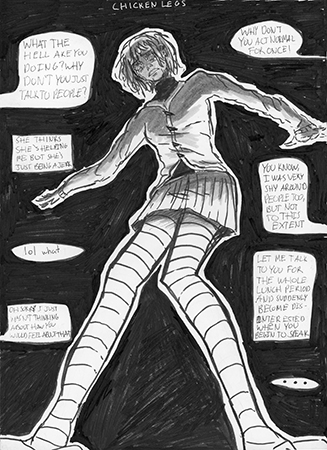 CHICKEN LEGS
WHAT THE
HELL ARE YOU
DOING? WHY
DON'T YOU JUST
TALK TO PEOPLE?
WHY DON'T
YOU ACT NORMAL
FOR ONCE!
SHE THINKS
SHE'S HELPING
ME BUT SHE'S
JUST BEING A JERK
YOU KNOW,
I WAS VERY
SHY AROUND
PEOPLE TOO,
BUT NOT
TO THIS
EXTENT
lol what
LET ME TALK
TO YOU FOR
THE WHOLE
LUNCH PERIOD
AND SUDDENLY
BECOME DIS-
INTERESTED
WHEN YOU
BEGIN TO SPEAK
OH SORRY I JUST
WASN'T THINKING
ABOUT HOW YOU
WOULD FEEL ABOUT THAT
....